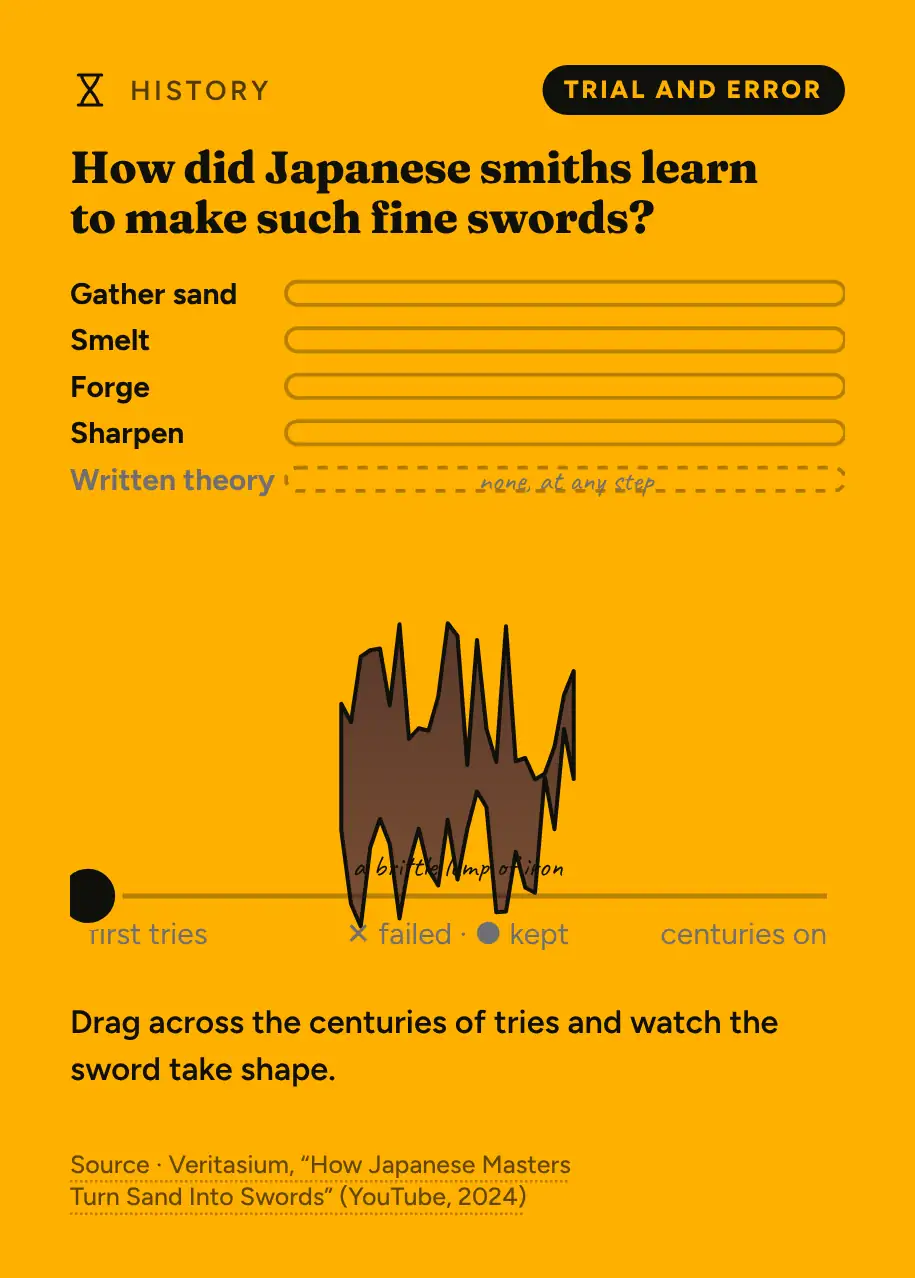 HISTORY
TRIAL AND ERROR
How did Japanese smiths learn
to make such fine swords?
Gather sand
Smelt
Forge
Sharpen
Written theory
none, at any step
a brittle lump of iron
first tries
✕ failed · ● kept
centuries on
Drag across the centuries of tries and watch the
sword take shape.
Source · Veritasium, “How Japanese Masters
Turn Sand Into Swords” (YouTube, 2024)